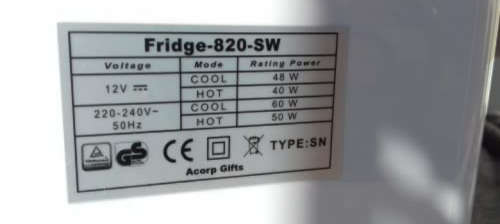 Fridge-820-SW
Voltage Mode Rating Power
12V ⎓ COOL 48 W
HOT 40 W
220-240V~ 50Hz COOL 60 W
HOT 50 W
GS CE TYPE:SN
Acorp Gifts